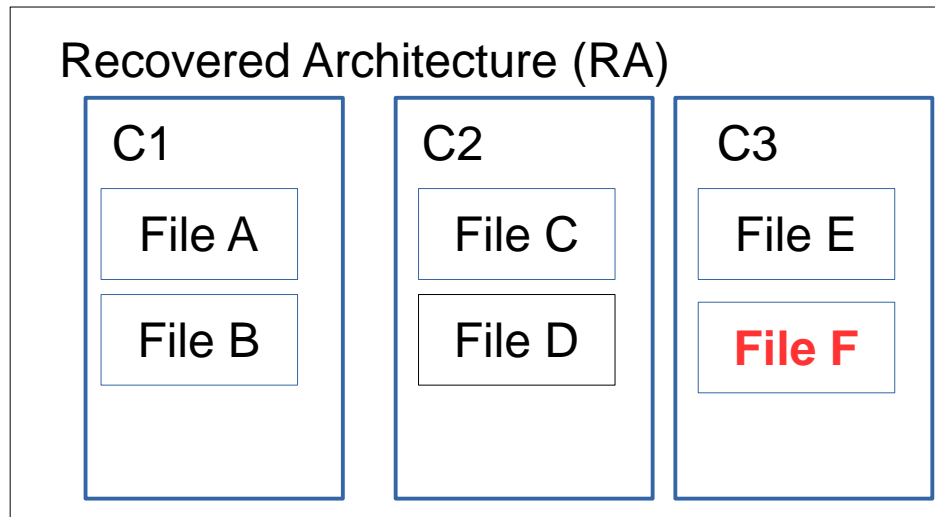 Recovered Architecture (RA)
C1
File A
File B
C2
File C
File D
C3
File E
File F